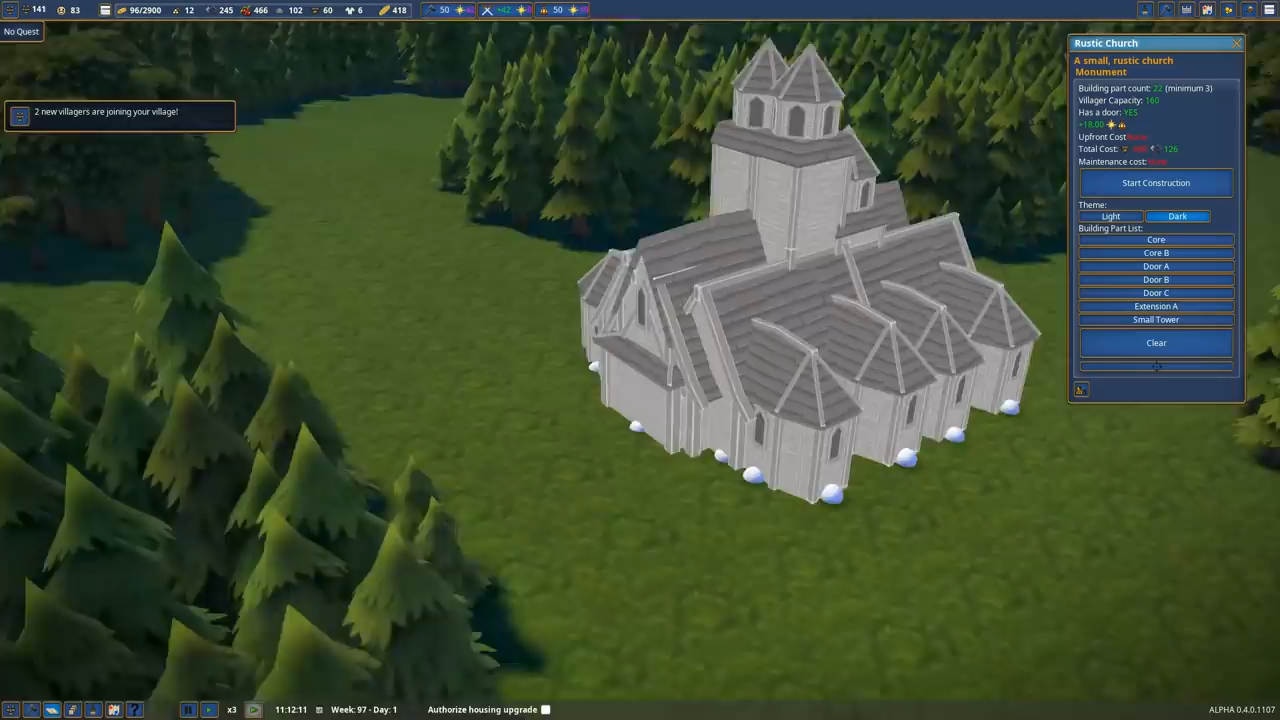 141 83 96/2900 12 245 466 102 60 6 418 50 +42 50
No Quest
2 new villagers are joining your village!
Rustic Church
A small, rustic church
Monument
Building part count: 22 (minimum 3)
Villager Capacity: 160
Has a door: YES
+18.00
Upfront Cost
Total Cost: 126
Maintenance cost:
Start Construction
Theme:
Light Dark
Building Part List:
Core
Core B
Door A
Door B
Door C
Extension A
Small Tower
Clear
x3 11:12:11 Week: 97 - Day: 1 Authorize housing upgrade
ALPHA 0.4.0.1107